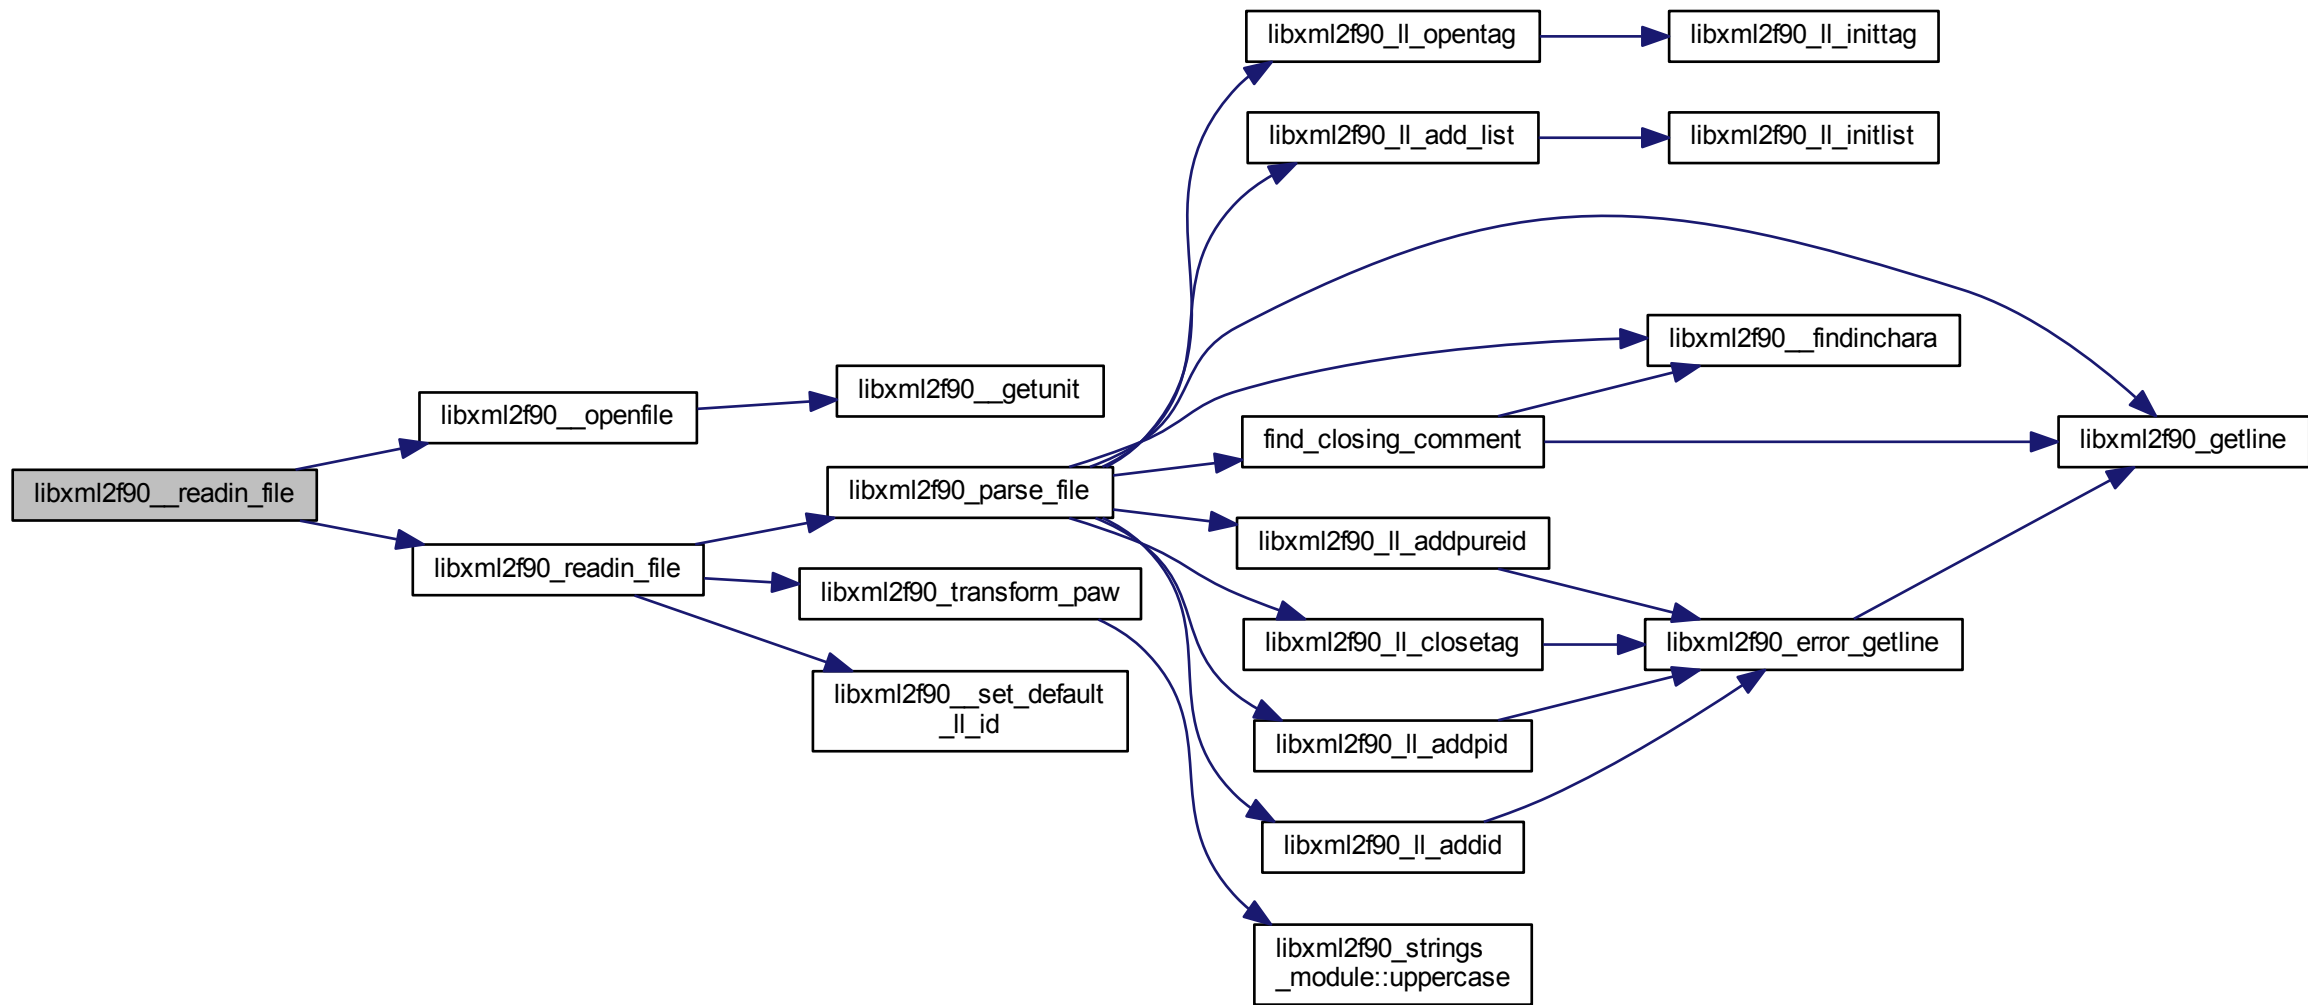 libxml2f90_ll_opentag
libxml2f90_ll_inittag
libxml2f90_ll_add_list
libxml2f90_ll_initlist
libxml2f90__findinchara
libxml2f90__getunit
libxml2f90__openfile
find_closing_comment
libxml2f90_getline
libxml2f90__readin_file
libxml2f90_parse_file
libxml2f90_ll_addpureid
libxml2f90_readin_file
libxml2f90_transform_paw
libxml2f90_ll_closetag
libxml2f90_error_getline
libxml2f90__set_default
_ll_id
libxml2f90_ll_addpid
libxml2f90_ll_addid
libxml2f90_strings
_module::uppercase